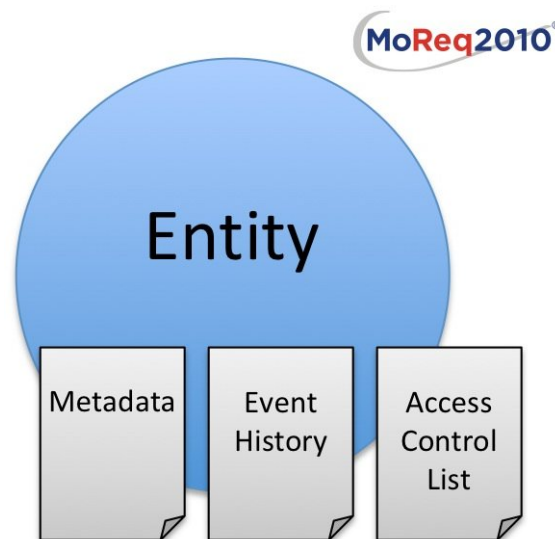 MoReq2010®
Entity
Metadata
Event
History
Access
Control
List